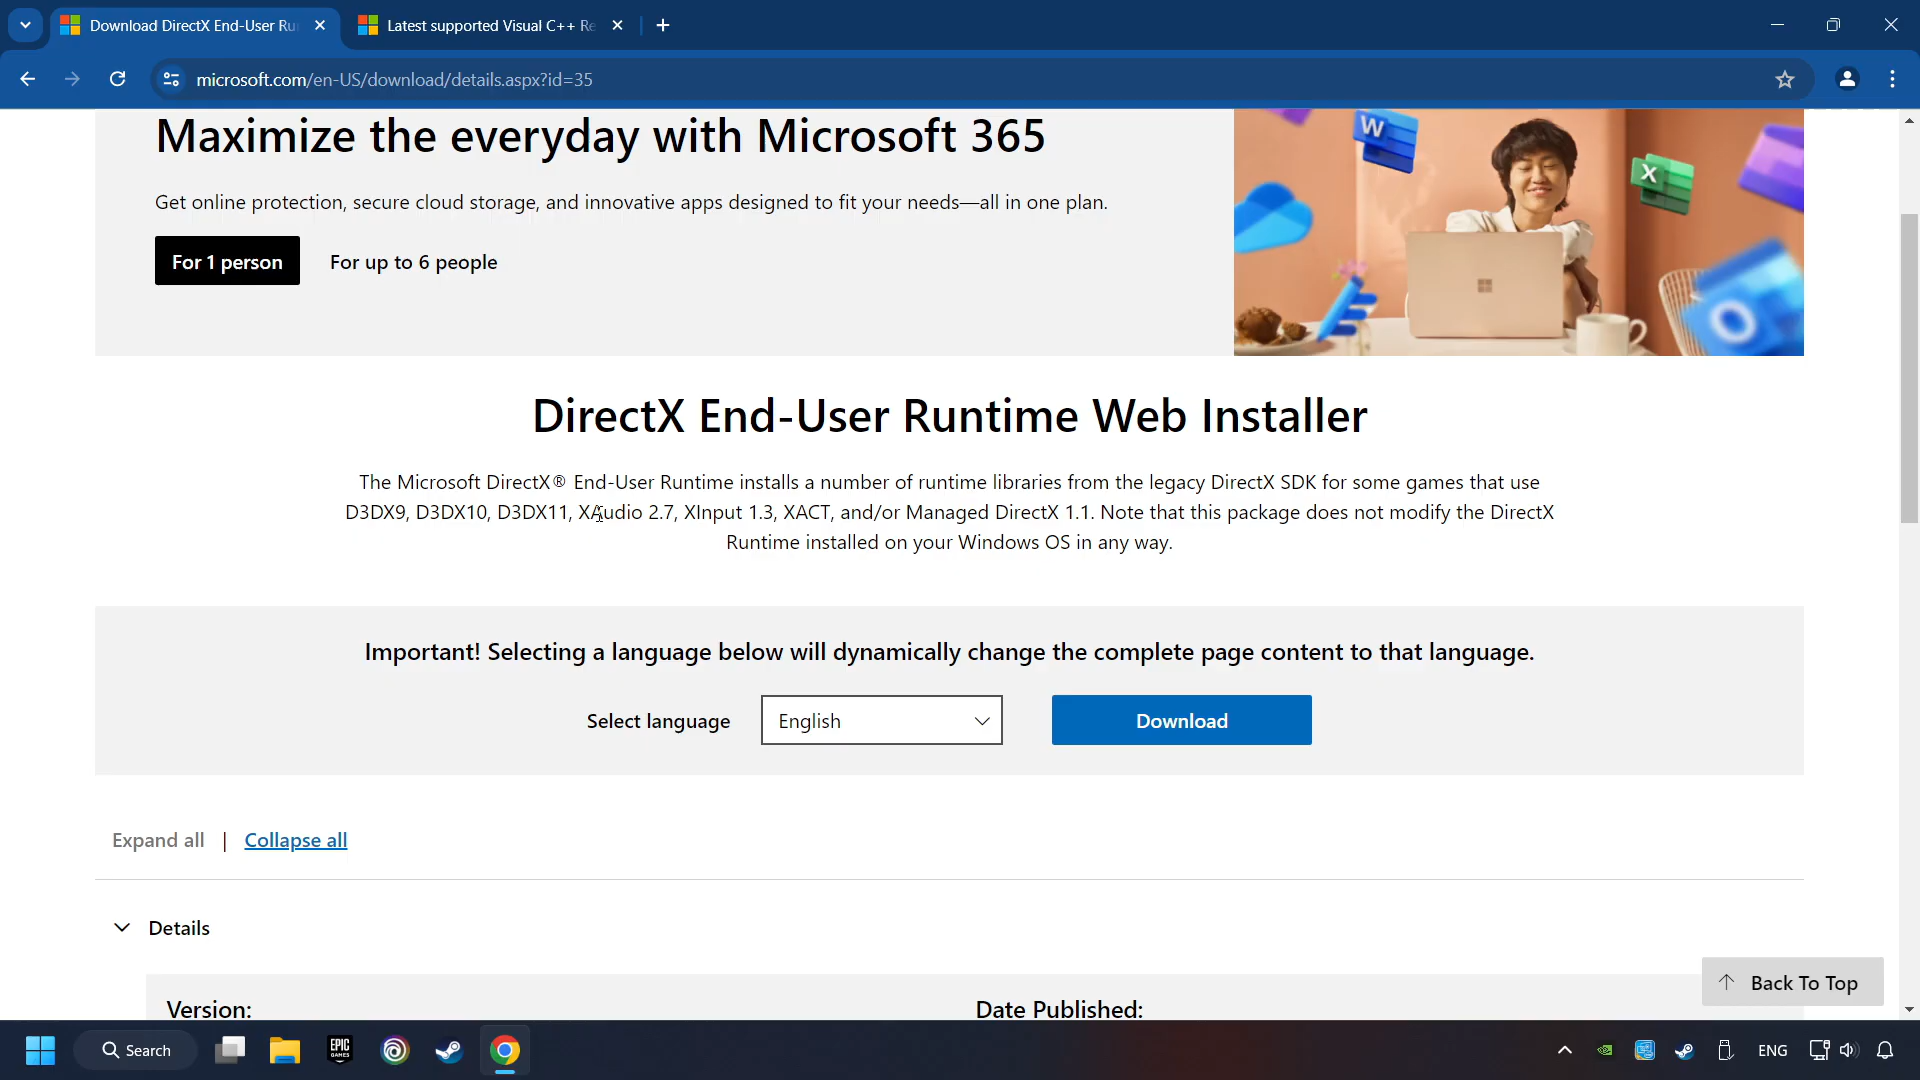 Download DirectX End-User Ru
Latest supported Visual C++ Re
microsoft.com/en-US/download/details.aspx?id=35
Maximize the everyday with Microsoft 365
Get online protection, secure cloud storage, and innovative apps designed to fit your needs—all in one plan.
For 1 person
For up to 6 people
W
X
DirectX End-User Runtime Web Installer
The Microsoft DirectX® End-User Runtime installs a number of runtime libraries from the legacy DirectX SDK for some games that use
D3DX9, D3DX10, D3DX11, XAudio 2.7, XInput 1.3, XACT, and/or Managed DirectX 1.1. Note that this package does not modify the DirectX
Runtime installed on your Windows OS in any way.
Important! Selecting a language below will dynamically change the complete page content to that language.
Select language
English
Download
Expand all | Collapse all
Details
Back To Top
Version:
Date Published:
Search
EPIC
GAMES
ENG